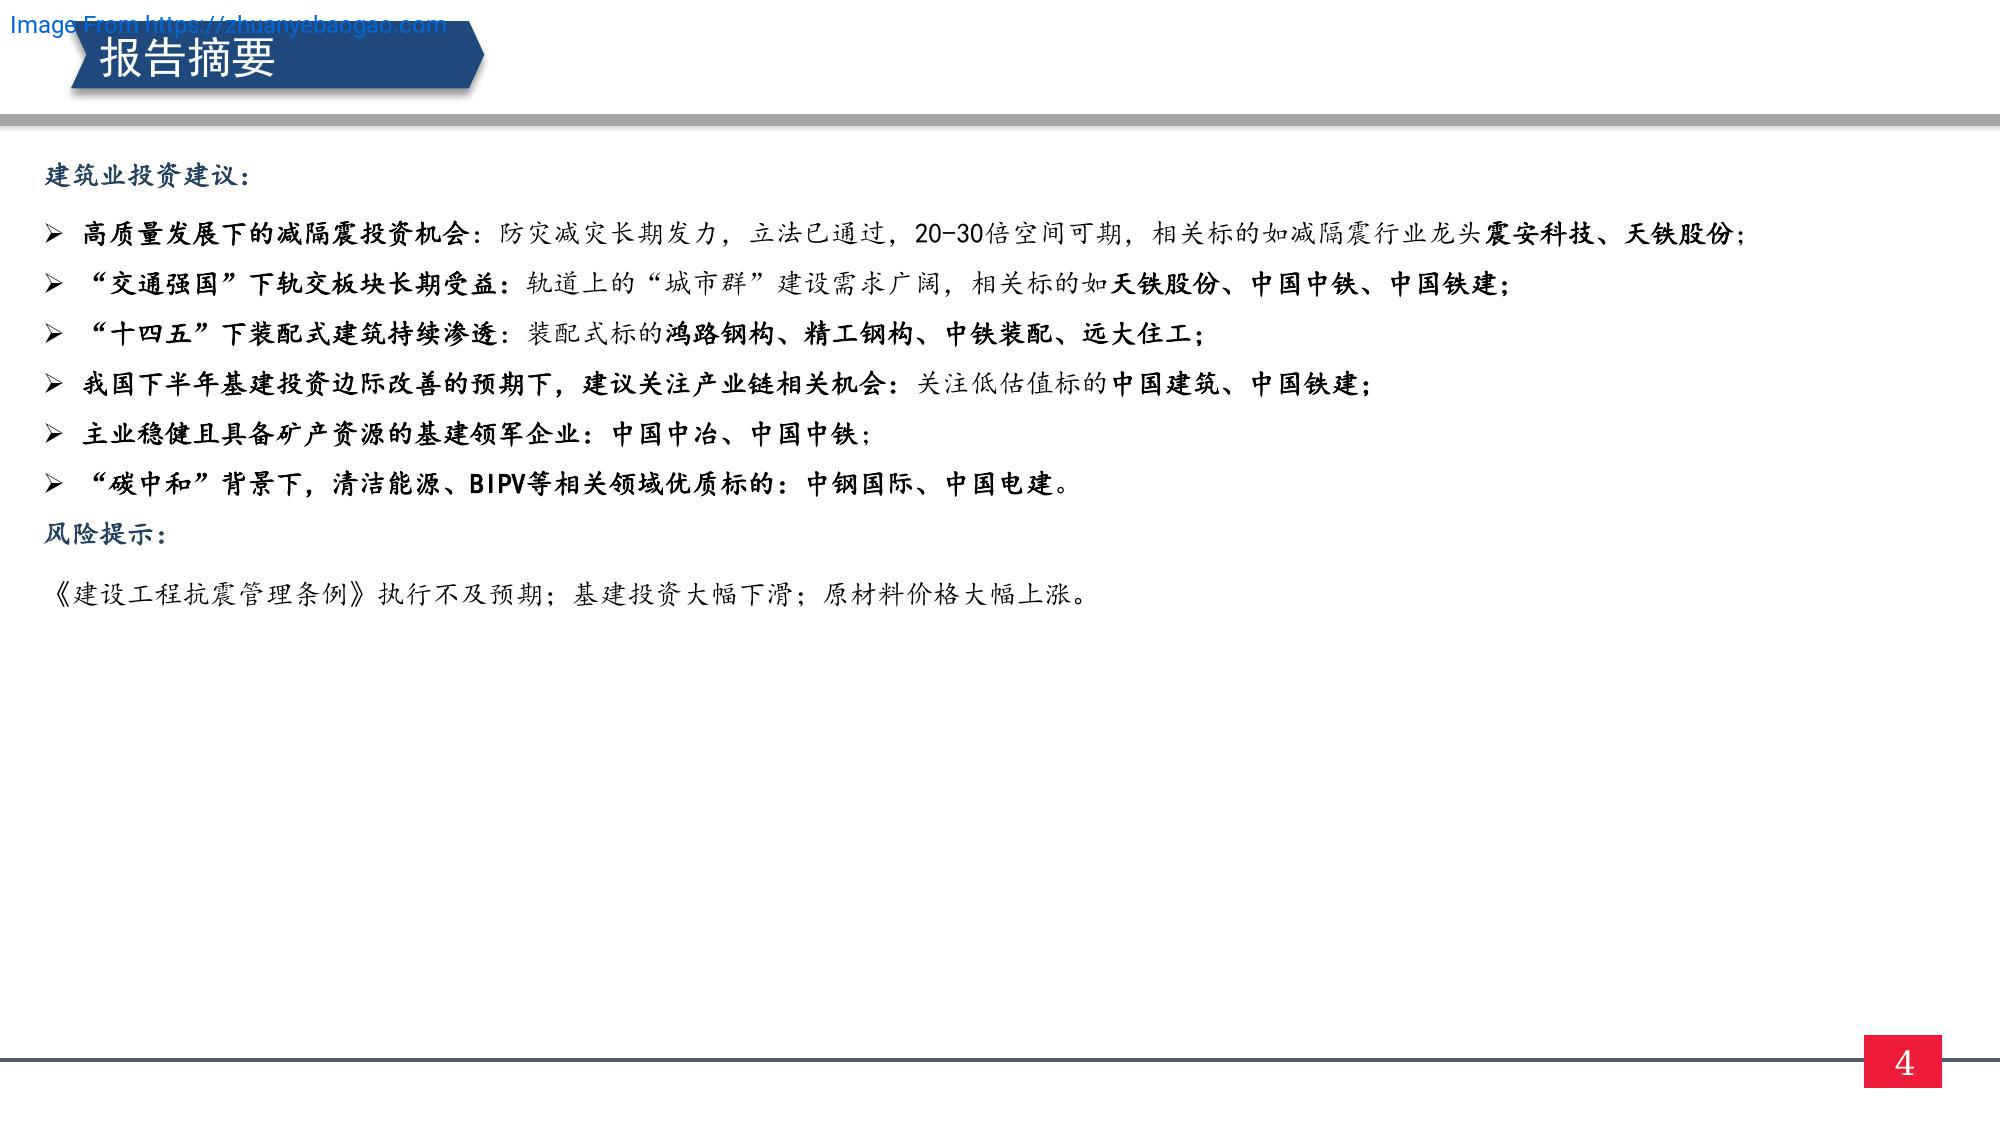 Image From https://zhuanyebaogao.com
报告摘要
建筑业投资建议：
➢ 高质量发展下的减隔震投资机会：防灾减灾长期发力，立法已通过，20-30倍空间可期，相关标的如减隔震行业龙头震安科技、天铁股份；
➢ “交通强国”下轨交板块长期受益：轨道上的“城市群”建设需求广阔，相关标的如天铁股份、中国中铁、中国铁建；
➢ “十四五”下装配式建筑持续渗透：装配式标的鸿路钢构、精工钢构、中铁装配、远大住工；
➢ 我国下半年基建投资边际改善的预期下，建议关注产业链相关机会：关注低估值标的中国建筑、中国铁建；
➢ 主业稳健且具备矿产资源的基建领军企业：中国中冶、中国中铁；
➢ “碳中和”背景下，清洁能源、BIPV等相关领域优质标的：中钢国际、中国电建。
风险提示：
《建设工程抗震管理条例》执行不及预期；基建投资大幅下滑；原材料价格大幅上涨。
4